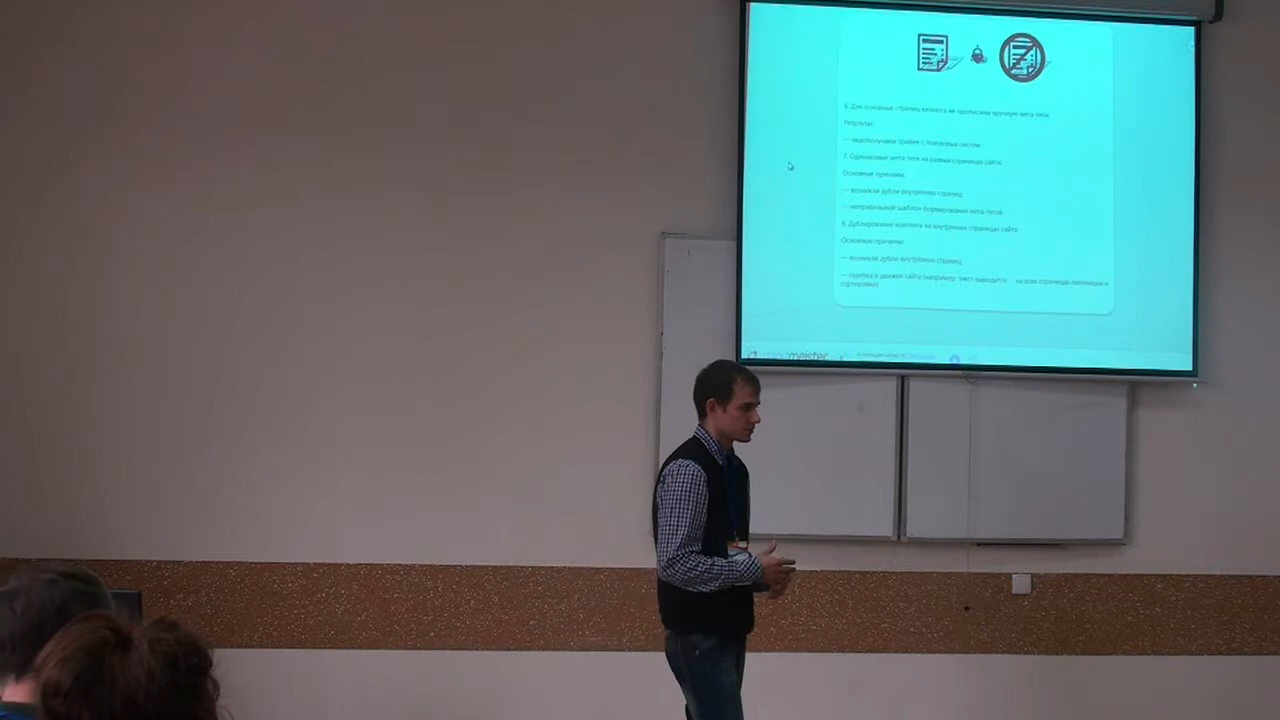 6. Для основных страниц каталога не прописаны вручную мета-теги.
Результат:
— недополучаем трафик с поисковых систем.
7. Одинаковые мета-теги на разных страницах сайта.
Основные причины:
— возникли дубли внутренних страниц;
— неправильный шаблон формирования мета-тегов.
8. Дублирование контента на внутренних страницы сайта.
Основные причины:
— возникли дубли внутренних страниц;
— ошибка в движке сайта (например, текст выводится на всех страницах пагинации и
сортировки).
meister